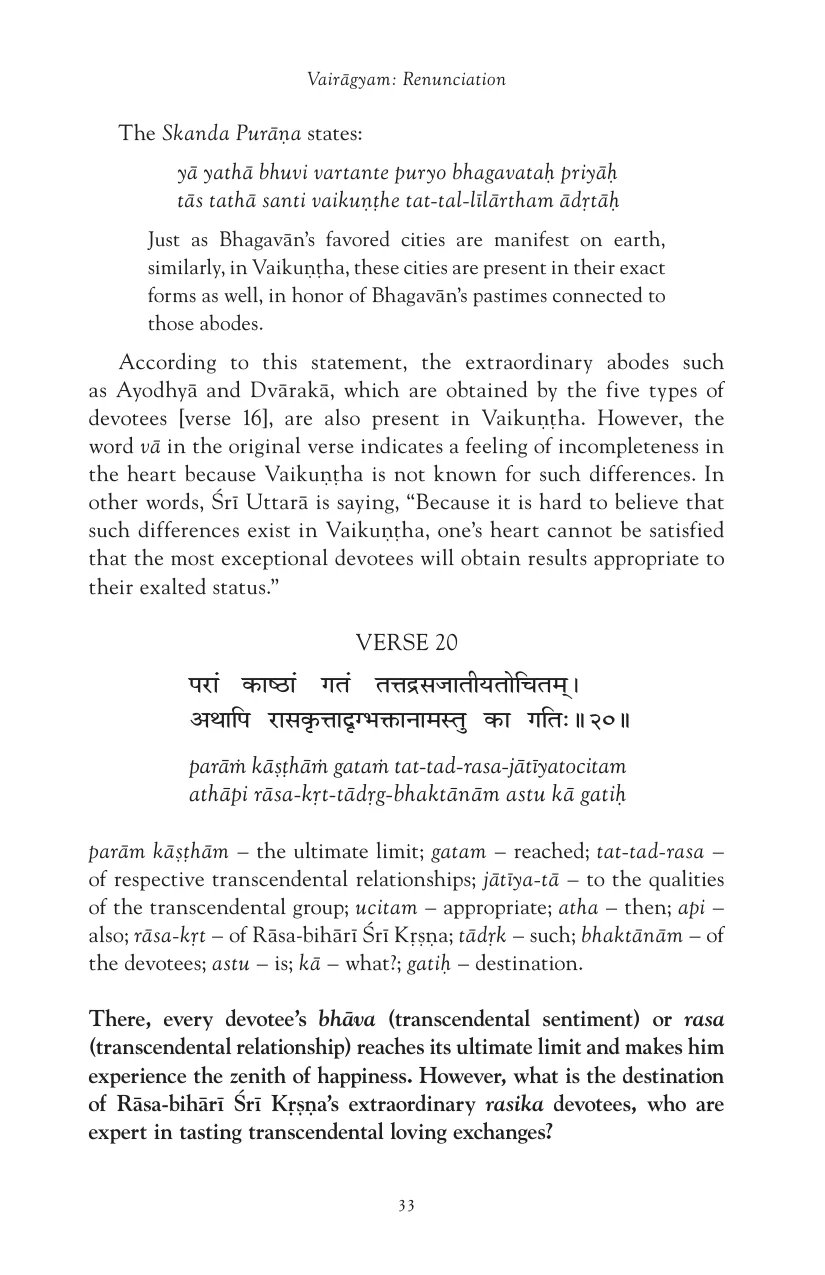 Vairāgyam: Renunciation
The Skanda Purāṇa states:
yā yathā bhuvi vartante puryo bhagavataḥ priyāḥ
tās tathā santi vaikuṇṭhe tat-tal-līlārtham ādṛtāḥ
Just as Bhagavān’s favored cities are manifest on earth,
similarly, in Vaikuṇṭha, these cities are present in their exact
forms as well, in honor of Bhagavān’s pastimes connected to
those abodes.
According to this statement, the extraordinary abodes such
as Ayodhyā and Dvārakā, which are obtained by the five types of
devotees [verse 16], are also present in Vaikuṇṭha. However, the
word vā in the original verse indicates a feeling of incompleteness in
the heart because Vaikuṇṭha is not known for such differences. In
other words, Śrī Uttarā is saying, “Because it is hard to believe that
such differences exist in Vaikuṇṭha, one’s heart cannot be satisfied
that the most exceptional devotees will obtain results appropriate to
their exalted status.”
VERSE 20
परां काष्ठां गतं तत्तद्रसजातीयतोचितम्।
अथापि रासकृत्तादृग्भक्तानामस्तु का गतिः॥२०॥
parāṁ kāṣṭhāṁ gataṁ tat-tad-rasa-jātīyatocitam
athāpi rāsa-kṛt-tādṛg-bhaktānām astu kā gatiḥ
parām kāṣṭhām – the ultimate limit; gatam – reached; tat-tad-rasa –
of respective transcendental relationships; jātīya-tā – to the qualities
of the transcendental group; ucitam – appropriate; atha – then; api –
also; rāsa-kṛt – of Rāsa-bihārī Śrī Kṛṣṇa; tādṛk – such; bhaktānām – of
the devotees; astu – is; kā – what?; gatiḥ – destination.
There, every devotee’s bhāva (transcendental sentiment) or rasa
(transcendental relationship) reaches its ultimate limit and makes him
experience the zenith of happiness. However, what is the destination
of Rāsa-bihārī Śrī Kṛṣṇa’s extraordinary rasika devotees, who are
expert in tasting transcendental loving exchanges?
33